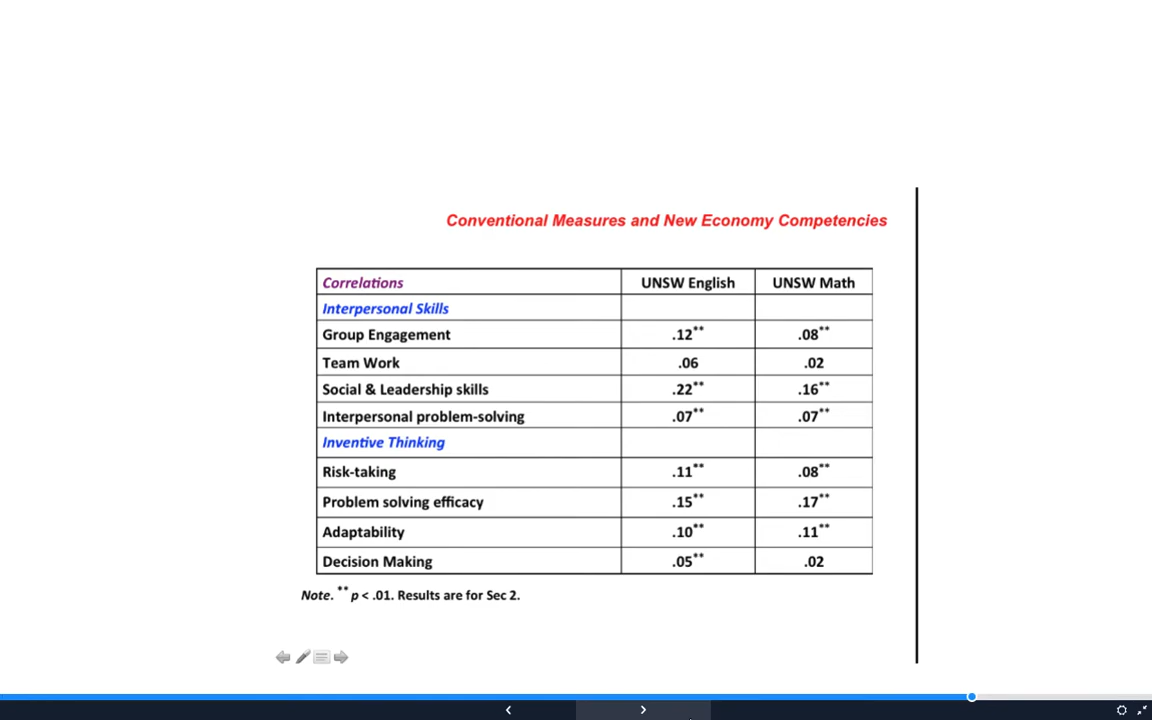 Conventional Measures and New Economy Competencies
Correlations UNSW English UNSW Math
Interpersonal Skills
Group Engagement .12** .08**
Team Work .06 .02
Social & Leadership skills .22** .16**
Interpersonal problem-solving .07** .07**
Inventive Thinking
Risk-taking .11** .08**
Problem solving efficacy .15** .17**
Adaptability .10** .11**
Decision Making .05** .02
Note. ** p < .01. Results are for Sec 2.